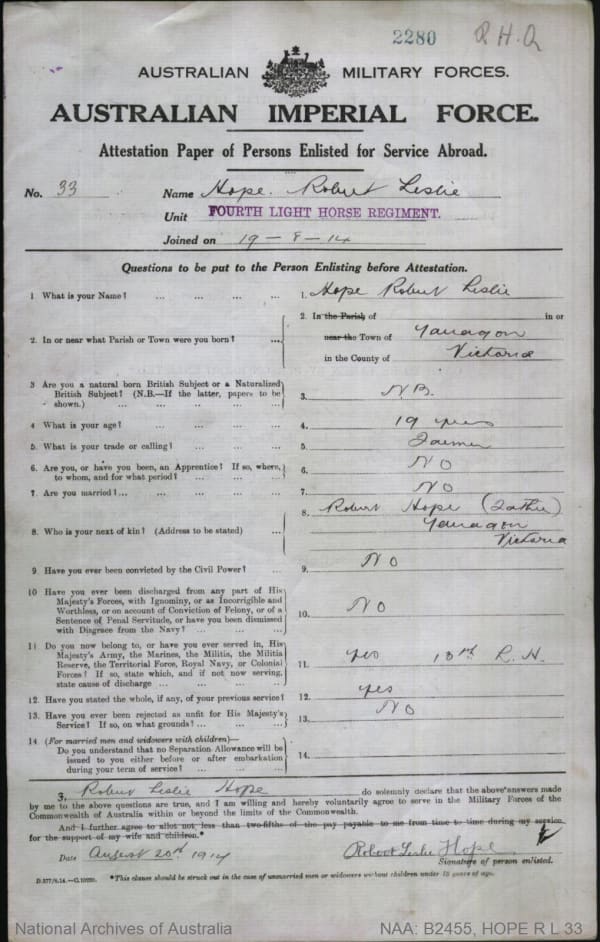 2280 R.H.Q
AUSTRALIAN MILITARY FORCES.
AUSTRALIAN IMPERIAL FORCE.
Attestation Paper of Persons Enlisted for Service Abroad.
No. 33 Name Hope. Robert Leslie
Unit FOURTH LIGHT HORSE REGIMENT.
Joined on 19 - 8 - 14
Questions to be put to the Person Enlisting before Attestation.
1 What is your Name? ... ... ... ... 1. Hope Robert Leslie
2. In or near what Parish or Town were you born? ... 2. In the Parish of in or
near the Town of Yarragon
in the County of Victoria
3 Are you a natural born British Subject or a Naturalized
British Subject? (N.B.—If the latter, papers to be
shown.) ... ... ... ... 3. N.B.
4 What is your age? ... ... ... ... 4. 19 years
5. What is your trade or calling? ... ... ... 5. Farmer
6. Are you, or have you been, an Apprentice? If so, where,
to whom, and for what period? ... ... ... 6. NO
7. Are you married?... ... ... ... ... 7. NO
8. Who is your next of kin? (Address to be stated) ... 8. Robert Hope (Father)
Yarragon
Victoria
9 Have you ever been convicted by the Civil Power? ... 9. NO
10 Have you ever been discharged from any part of His
Majesty's Forces, with Ignominy, or as Incorrigible and
Worthless, or on account of Conviction of Felony, or of a
Sentence of Penal Servitude, or have you been dismissed
with Disgrace from the Navy? ... ... ... 10. NO
11 Do you now belong to, or have you ever served in, His
Majesty's Army, the Marines, the Militia, the Militia
Reserve, the Territorial Force, Royal Navy, or Colonial
Forces? If so, state which, and if not now serving,
state cause of discharge ... ... ... ... 11. yes 10th L. H.
12. Have you stated the whole, if any, of your previous service? 12. yes
13. Have you ever been rejected as unfit for His Majesty's
Service? If so, on what grounds? ... ... ... 13. NO
14 (For married men and widowers with children)—
Do you understand that no Separation Allowance will be
issued to you either before or after embarkation
during your term of service? ... ... ... 14.
I, Robert Leslie Hope do solemnly declare that the above answers made
by me to the above questions are true, and I am willing and hereby voluntarily agree to serve in the Military Forces of the
Commonwealth of Australia within or beyond the limits of the Commonwealth.
And I further agree to allot not less than two-fifths of the pay payable to me from time to time during my service
for the support of my wife and children.*
Date August 20th 1914 Robert Leslie Hope
Signature of person enlisted.
*This clause should be struck out in the case of unmarried men or widowers without children under 18 years of age.
National Archives of Australia NAA: B2455, HOPE R L 33